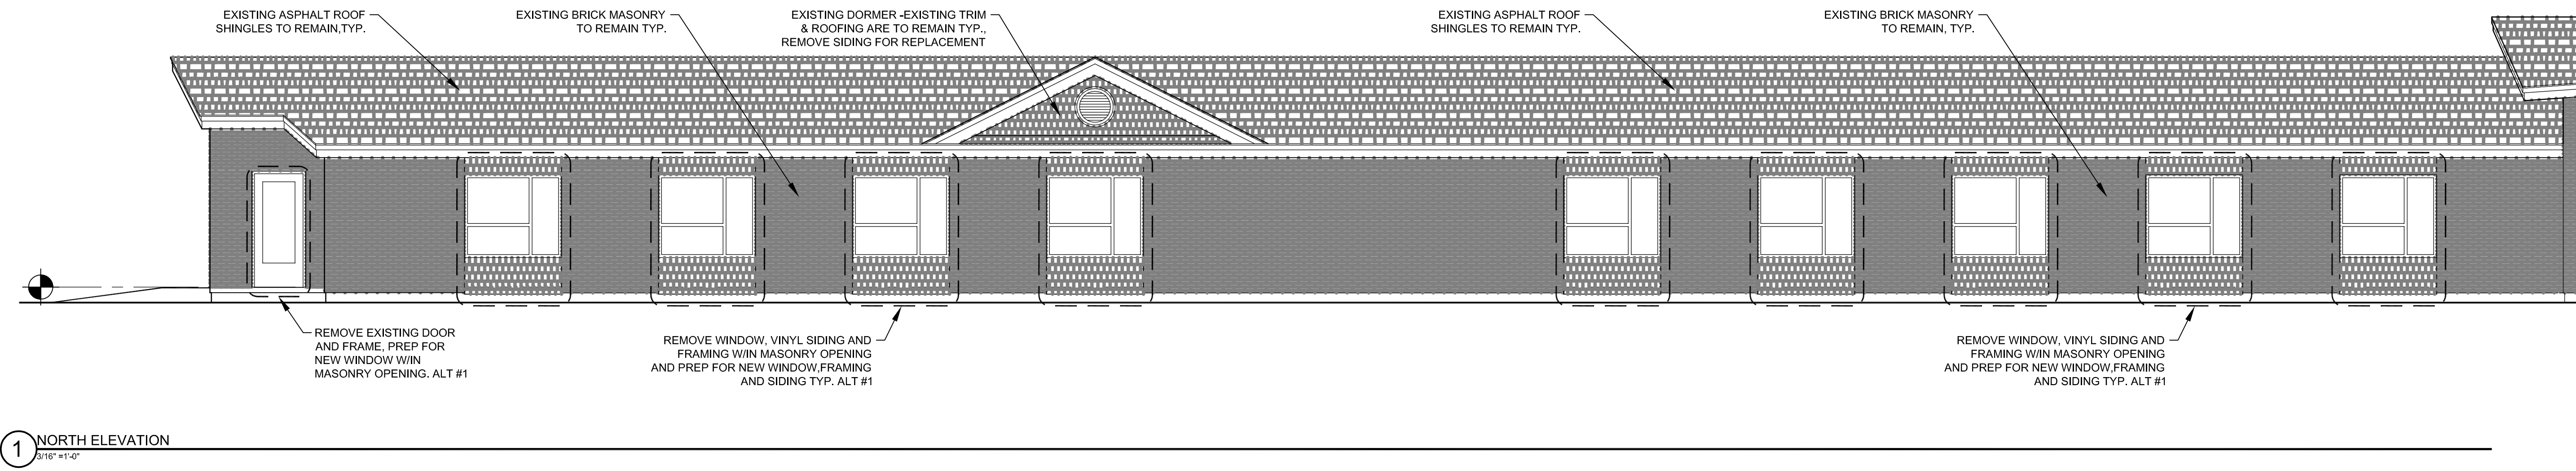 EXISTING ASPHALT ROOF
SHINGLES TO REMAIN,TYP.
EXISTING BRICK MASONRY
TO REMAIN TYP.
EXISTING DORMER -EXISTING TRIM
& ROOFING ARE TO REMAIN TYP.,
REMOVE SIDING FOR REPLACEMENT
EXISTING ASPHALT ROOF
SHINGLES TO REMAIN TYP.
EXISTING BRICK MASONRY
TO REMAIN, TYP.
REMOVE EXISTING DOOR
AND FRAME, PREP FOR
NEW WINDOW W/IN
MASONRY OPENING. ALT #1
REMOVE WINDOW, VINYL SIDING AND
FRAMING W/IN MASONRY OPENING
AND PREP FOR NEW WINDOW,FRAMING
AND SIDING TYP. ALT #1
REMOVE WINDOW, VINYL SIDING AND
FRAMING W/IN MASONRY OPENING
AND PREP FOR NEW WINDOW,FRAMING
AND SIDING TYP. ALT #1
1 NORTH ELEVATION
3/16" =1'-0"